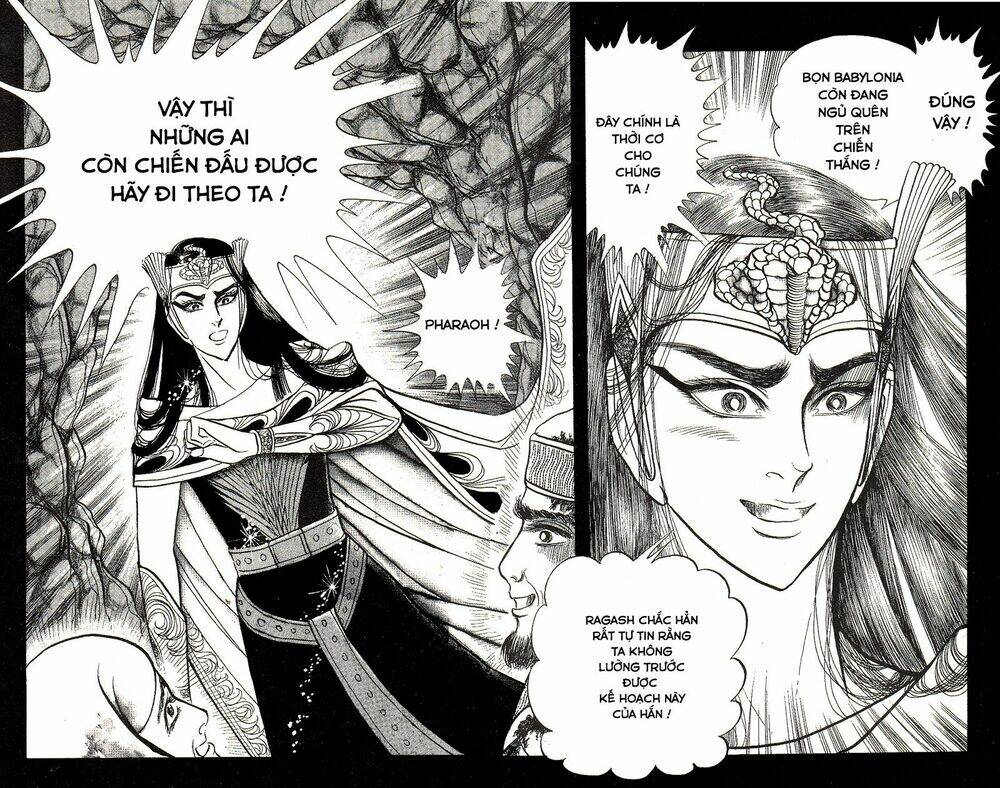 ĐÚNG
VẬY !
BỌN BABYLONIA
CÒN ĐANG
NGỦ QUÊN
TRÊN
CHIẾN
THẮNG !
ĐÂY CHÍNH LÀ
THỜI CƠ
CHO
CHÚNG
TA !
RAGASH CHẮC HẲN
RẤT TỰ TIN RẰNG
TA KHÔNG
LƯỜNG TRƯỚC
ĐƯỢC
KẾ HOẠCH NÀY
CỦA HẮN !
PHARAOH !
VẬY THÌ
NHỮNG AI
CÒN CHIẾN ĐẤU ĐƯỢC
HÃY ĐI THEO TA !